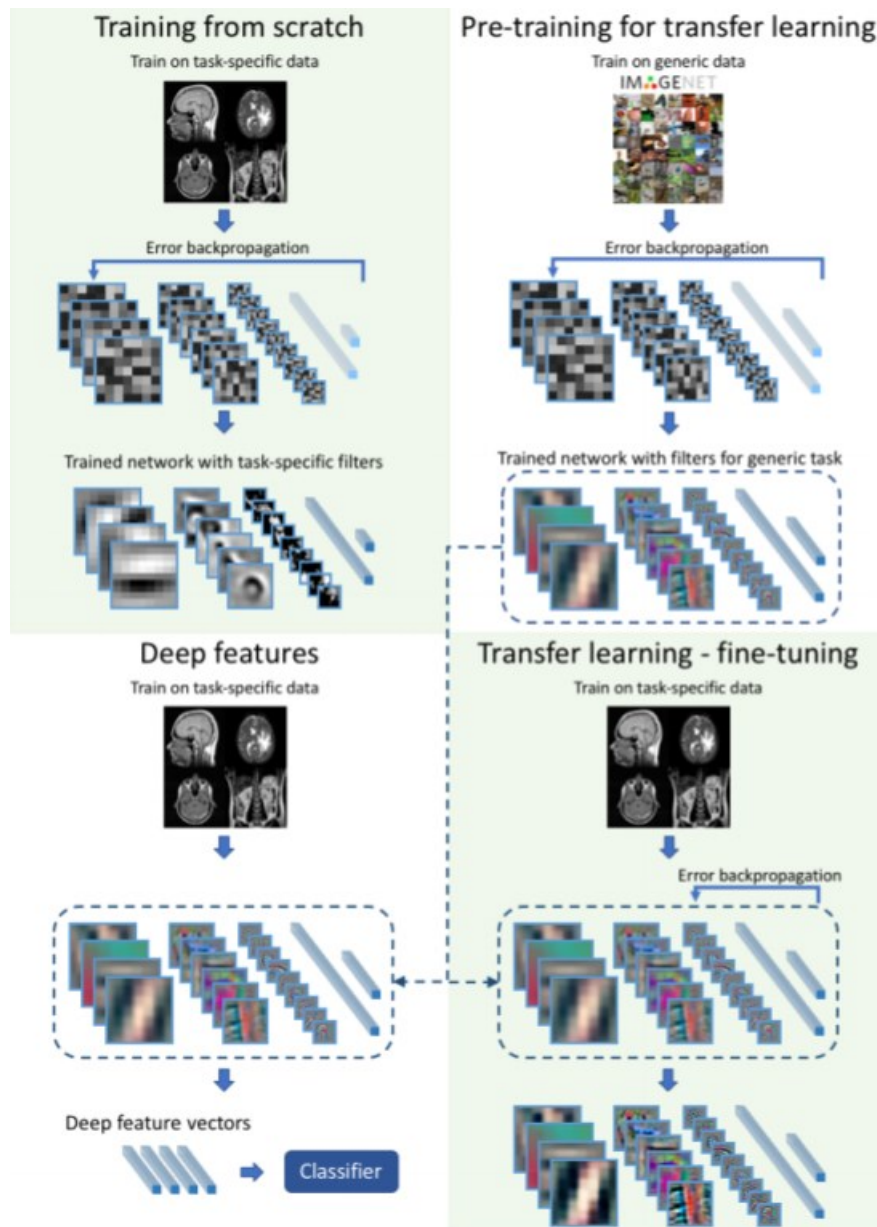 Training from scratch
Train on task-specific data
Error backpropagation
Trained network with task-specific filters
Pre-training for transfer learning
Train on generic data
IMAGENET
Error backpropagation
Trained network with filters for generic task
Deep features
Train on task-specific data
Deep feature vectors
Classifier
Transfer learning - fine-tuning
Train on task-specific data
Error backpropagation